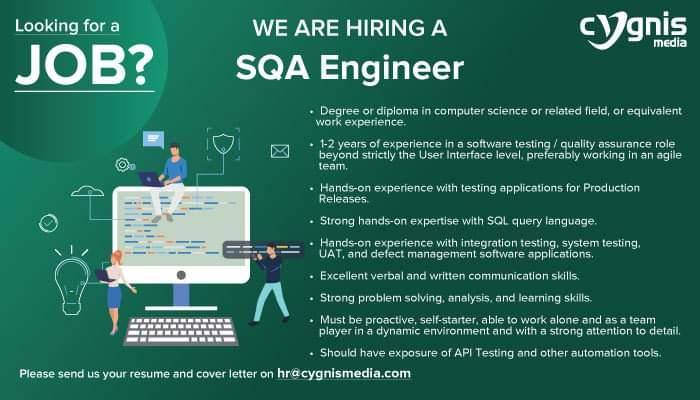 Looking for a
JOB?
WE ARE HIRING A
SQA Engineer
cygnis
media
• Degree or diploma in computer science or related field, or equivalent
work experience.
• 1-2 years of experience in a software testing / quality assurance role
beyond strictly the User Interface level, preferably working in an agile
team.
• Hands-on experience with testing applications for Production
Releases.
• Strong hands-on expertise with SQL query language.
• Hands-on experience with integration testing, system testing,
UAT, and defect management software applications.
• Excellent verbal and written communication skills.
• Strong problem solving, analysis, and learning skills.
• Must be proactive, self-starter, able to work alone and as a team
player in a dynamic environment and with a strong attention to detail.
• Should have exposure of API Testing and other automation tools.
Please send us your resume and cover letter on hr@cygnismedia.com